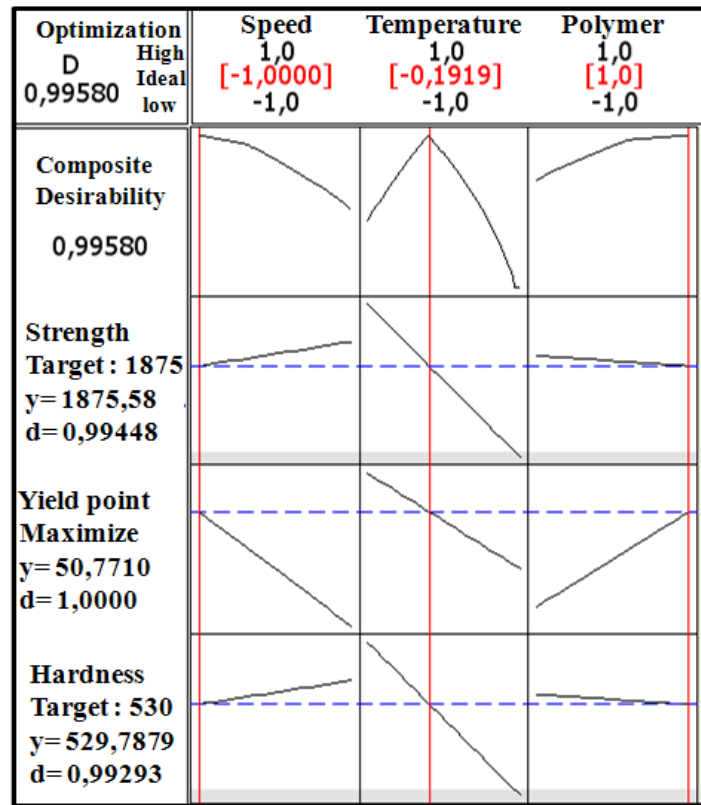 Optimization
D
0,99580
High
Ideal
low
Speed
1,0
[-1,0000]
-1,0
Temperature
1,0
[-0,1919]
-1,0
Polymer
1,0
[1,0]
-1,0
Composite
Desirability
0,99580
Strength
Target : 1875
y= 1875,58
d= 0,99448
Yield point
Maximize
y= 50,7710
d= 1,0000
Hardness
Target : 530
y= 529,7879
d= 0,99293